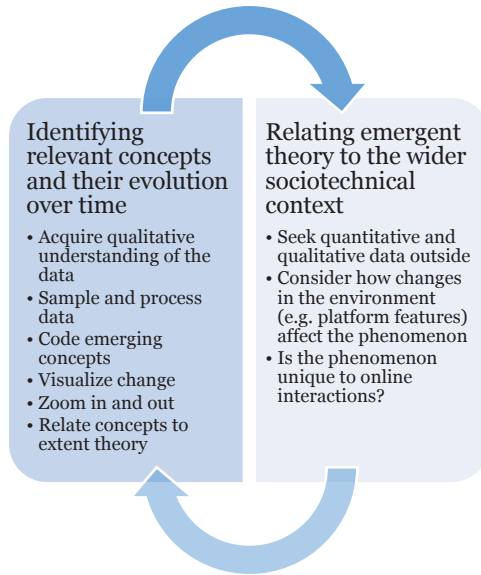 Identifying
relevant concepts
and their evolution
over time
• Acquire qualitative
understanding of the
data
• Sample and process
data
• Code emerging
concepts
• Visualize change
• Zoom in and out
• Relate concepts to
extent theory
Relating emergent
theory to the wider
sociotechnical
context
• Seek quantitative and
qualitative data outside
• Consider how changes
in the environment
(e.g. platform features)
affect the phenomenon
• Is the phenomenon
unique to online
interactions?